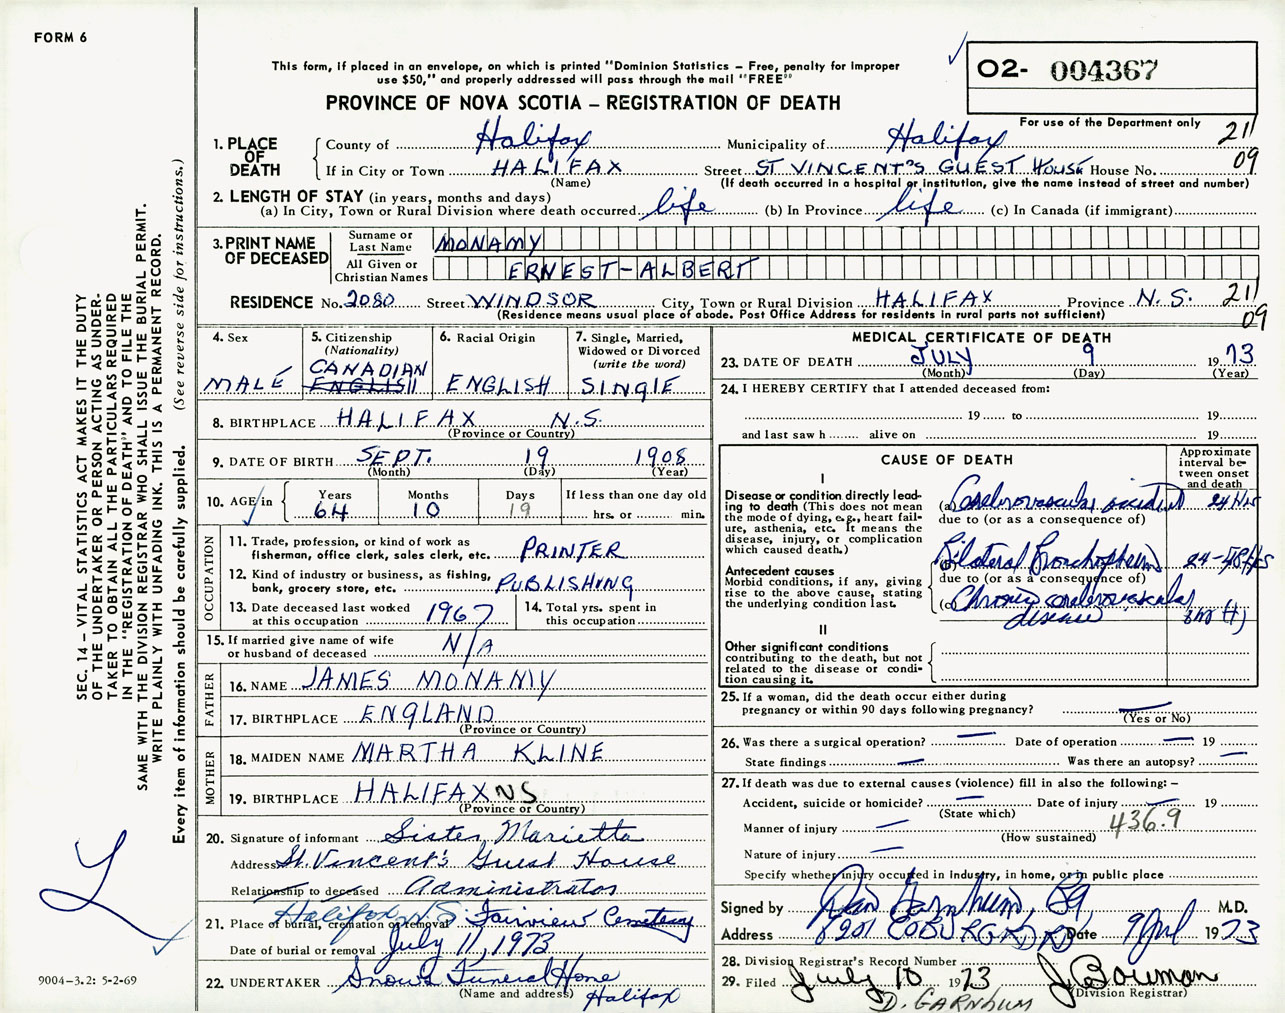 FORM 6
This form, if placed in an envelope, on which is printed "Dominion Statistics – Free, penalty for improper
use $50," and properly addressed will pass through the mail "FREE"
O2- 004367
PROVINCE OF NOVA SCOTIA – REGISTRATION OF DEATH
For use of the Department only
211
09
1. PLACE OF DEATH
County of Halifax Municipality of Halifax
If in City or Town HALIFAX Street ST VINCENT'S GUEST HOUSE House No.
(Name) (If death occurred in a hospital or institution, give the name instead of street and number)
2. LENGTH OF STAY (in years, months and days)
(a) In City, Town or Rural Division where death occurred life (b) In Province life (c) In Canada (if immigrant)
3. PRINT NAME OF DECEASED
Surname or Last Name MONAMY
All Given or Christian Names ERNEST-ALBERT
RESIDENCE No. 2080 Street WINDSOR City, Town or Rural Division HALIFAX Province N.S. 211
09
(Residence means usual place of abode. Post Office Address for residents in rural parts not sufficient)
4. Sex
MALE
5. Citizenship
(Nationality)
CANADIAN
ENGLISH
6. Racial Origin
ENGLISH
7. Single, Married,
Widowed or Divorced
(write the word)
SINGlE
8. BIRTHPLACE HALIFAX N.S.
(Province or Country)
9. DATE OF BIRTH SEPT. 19 1908
(Month) (Day) (Year)
10. AGE in
Years Months Days If less than one day old
64 10 19 hrs. or min.
OCCUPATION
11. Trade, profession, or kind of work as
fisherman, office clerk, sales clerk, etc. PRINTER
12. Kind of industry or business, as fishing,
bank, grocery store, etc. PUBLISHING
13. Date deceased last worked
at this occupation 1967
14. Total yrs. spent in
this occupation
15. If married give name of wife
or husband of deceased N/A
FATHER
16. NAME JAMES MONAMY
17. BIRTHPLACE ENGLAND
(Province or Country)
MOTHER
18. MAIDEN NAME MARTHA KLINE
19. BIRTHPLACE HALIFAX NS
(Province or Country)
20. Signature of informant Sister Marietta
Address St. Vincent's Guest House
Relationship to deceased Administrator
21. Place of burial, cremation or removal Halifax N.S Fairview Cemetery
Date of burial or removal July 11, 1973
22. UNDERTAKER Snows Funeral Home
(Name and address) Halifax
MEDICAL CERTIFICATE OF DEATH
23. DATE OF DEATH JULY 9 1973
(Month) (Day) (Year)
24. I HEREBY CERTIFY that I attended deceased from:
19 to 19
and last saw h alive on 19
CAUSE OF DEATH
Approximate
interval be-
tween onset
and death
I
Disease or condition directly lead-
ing to death (This does not mean
the mode of dying, e.g., heart fail-
ure, asthenia, etc. It means the
disease, injury, or complication
which caused death.)
(a) Cerebrovascular accident 24 Hrs
due to (or as a consequence of)
Antecedent causes
Morbid conditions, if any, giving
rise to the above cause, stating
the underlying condition last.
(b) Bilateral 24-48 Hrs
due to (or as a consequence of)
(c) Chronic cerebrovascular
disease
II
Other significant conditions
contributing to the death, but not
related to the disease or condi-
tion causing it.
25. If a woman, did the death occur either during
pregnancy or within 90 days following pregnancy? —
(Yes or No)
26. Was there a surgical operation? — Date of operation — 19
State findings — Was there an autopsy? —
27. If death was due to external causes (violence) fill in also the following: –
Accident, suicide or homicide? — Date of injury — 19
(State which)
Manner of injury — 436.9
(How sustained)
Nature of injury —
Specify whether injury occured in Industry, in home, or in public place
Signed by Garnhum, M.D.
Address 6201 Date 9 Jul 1973
28. Division Registrar's Record Number
29. Filed July 10 1973 J Bowman
(Division Registrar)
D. GARNHUM
SEC. 14 – VITAL STATISTICS ACT MAKES IT THE DUTY
OF THE UNDERTAKER OR PERSON ACTING AS UNDER-
TAKER TO OBTAIN ALL THE PARTICULARS REQUIRED
IN THE "REGISTRATION OF DEATH" AND TO FILE THE
SAME WITH THE DIVISION REGISTRAR WHO SHALL ISSUE THE BURIAL PERMIT.
WRITE PLAINLY WITH UNFADING INK. THIS IS A PERMANENT RECORD.
Every item of information should be carefully supplied. (See reverse side for instructions.)
9004-3.2: 5-2-69